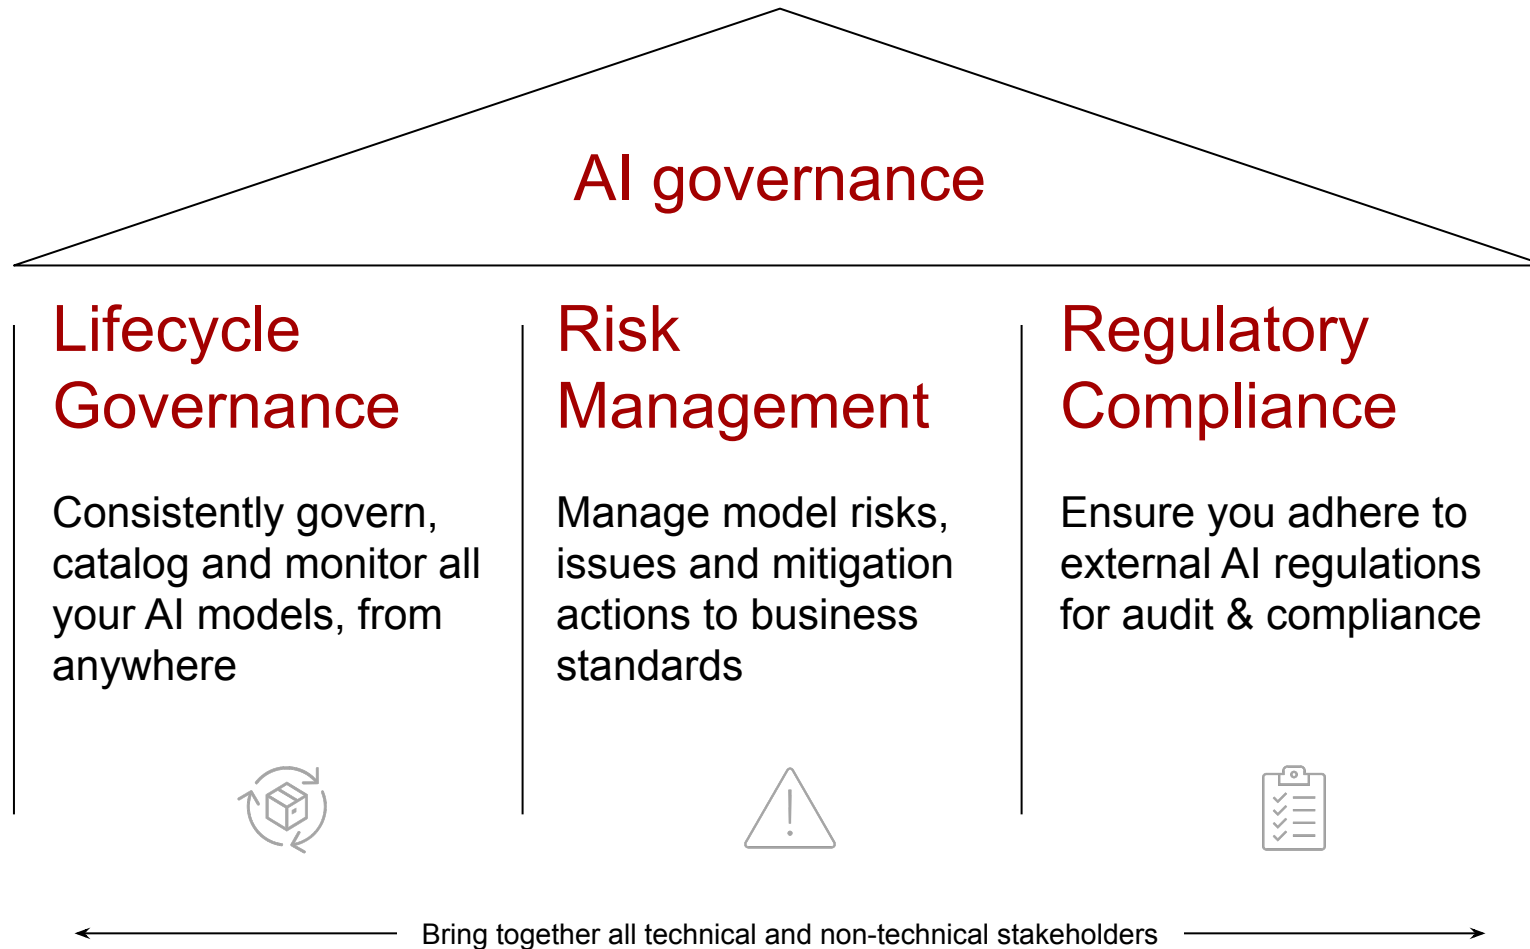 AI governance
Lifecycle
Governance
Consistently govern,
catalog and monitor all
your AI models, from
anywhere
Risk
Management
Manage model risks,
issues and mitigation
actions to business
standards
Regulatory
Compliance
Ensure you adhere to
external AI regulations
for audit & compliance
Bring together all technical and non-technical stakeholders